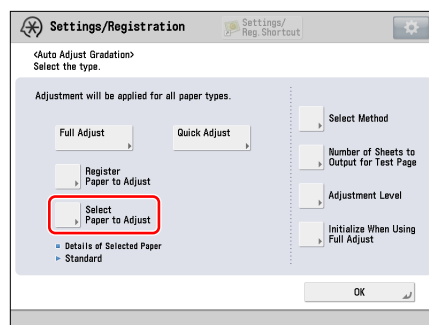 Settings/Registration
Settings/
Reg.Shortcut
<Auto Adjust Gradation>
Select the type.
Adjustment will be applied for all paper types.
Full Adjust
Quick Adjust
Register
Paper to Adjust
Select
Paper to Adjust
Details of Selected Paper
Standard
Select Method
Number of Sheets to
Output for Test Page
Adjustment Level
Initialize When Using
Full Adjust
OK